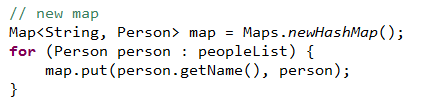 // new map
Map<String, Person> map = Maps.newHashMap();
for (Person person : peopleList) {
    map.put(person.getName(), person);
}